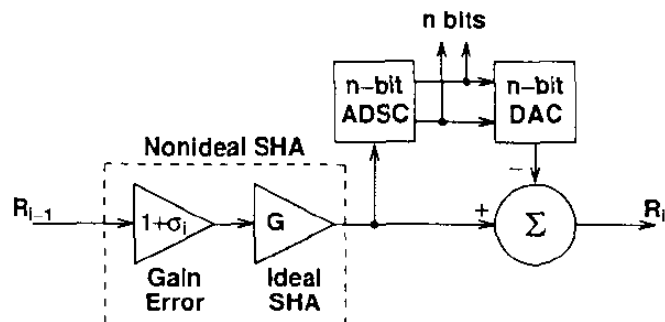 n bits
n-bit
ADSC
n-bit
DAC
Nonideal SHA
R_{i-1}
1+σ_i
G
+
−
Σ
R_i
Gain
Error
Ideal
SHA